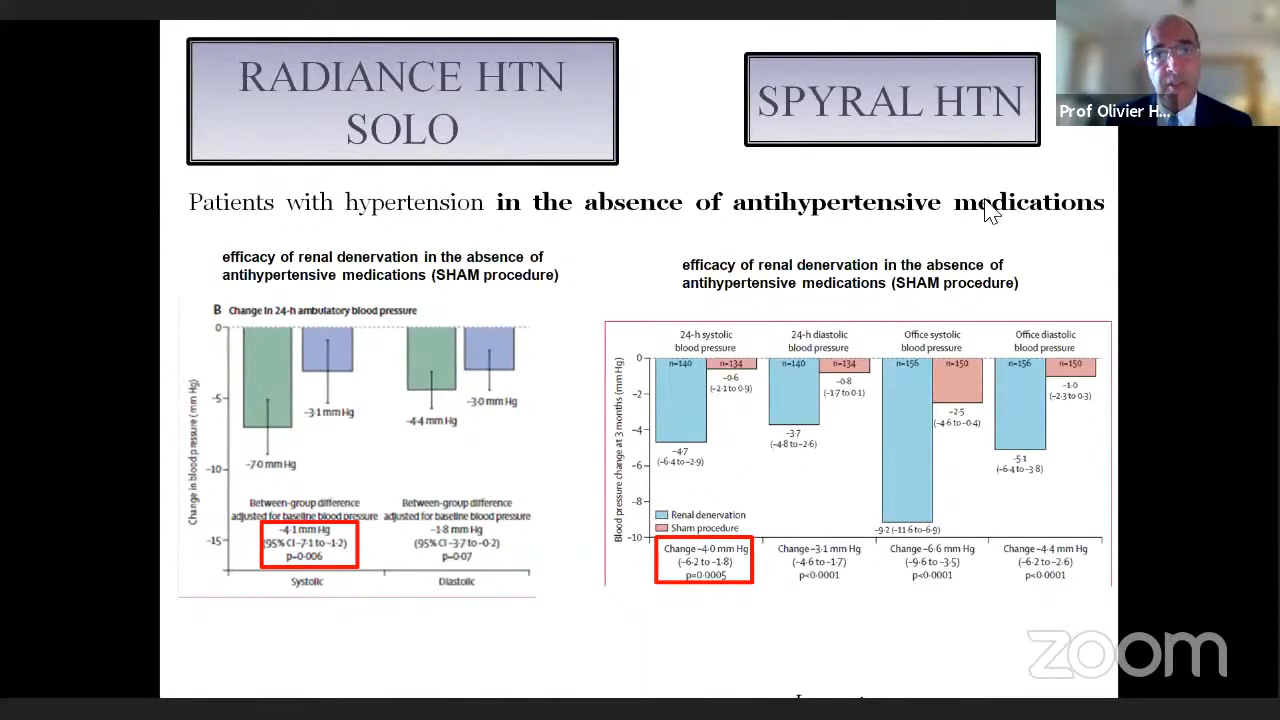 RADIANCE HTN
SOLO
SPYRAL HTN
Prof Olivier H...
Patients with hypertension in the absence of antihypertensive medications
efficacy of renal denervation in the absence of
antihypertensive medications (SHAM procedure)
B Change in 24-h ambulatory blood pressure
Change in blood pressure (mm Hg)
0
-5
-10
-15
-7·0 mm Hg
-3·1 mm Hg
-4·4 mm Hg
-3·0 mm Hg
Between-group difference
adjusted for baseline blood pressure
-4·1 mm Hg
(95% CI -7·1 to -1·2)
p=0·006
Between-group difference
adjusted for baseline blood pressure
-1·8 mm Hg
(95% CI -3·7 to -0·2)
p=0·07
Systolic
Diastolic
efficacy of renal denervation in the absence of
antihypertensive medications (SHAM procedure)
24-h systolic
blood pressure
24-h diastolic
blood pressure
Office systolic
blood pressure
Office diastolic
blood pressure
Blood pressure change at 3 months (mm Hg)
0
-2
-4
-6
-8
-10
n=140
n=134
n=140
n=134
n=156
n=150
n=156
n=150
-4·7
(-6·4 to -2·9)
-0·6
(-2·1 to 0·9)
-3·7
(-4·8 to -2·6)
-0·8
(-1·7 to 0·1)
-9·2 (-11·6 to -6·9)
-2·5
(-4·6 to -0·4)
-5·1
(-6·4 to -3·8)
-1·0
(-2·3 to 0·3)
Renal denervation
Sham procedure
Change -4·0 mm Hg
(-6·2 to -1·8)
p=0·0005
Change -3·1 mm Hg
(-4·6 to -1·7)
p<0·0001
Change -6·6 mm Hg
(-9·6 to -3·5)
p<0·0001
Change -4·4 mm Hg
(-6·2 to -2·6)
p<0·0001
zoom